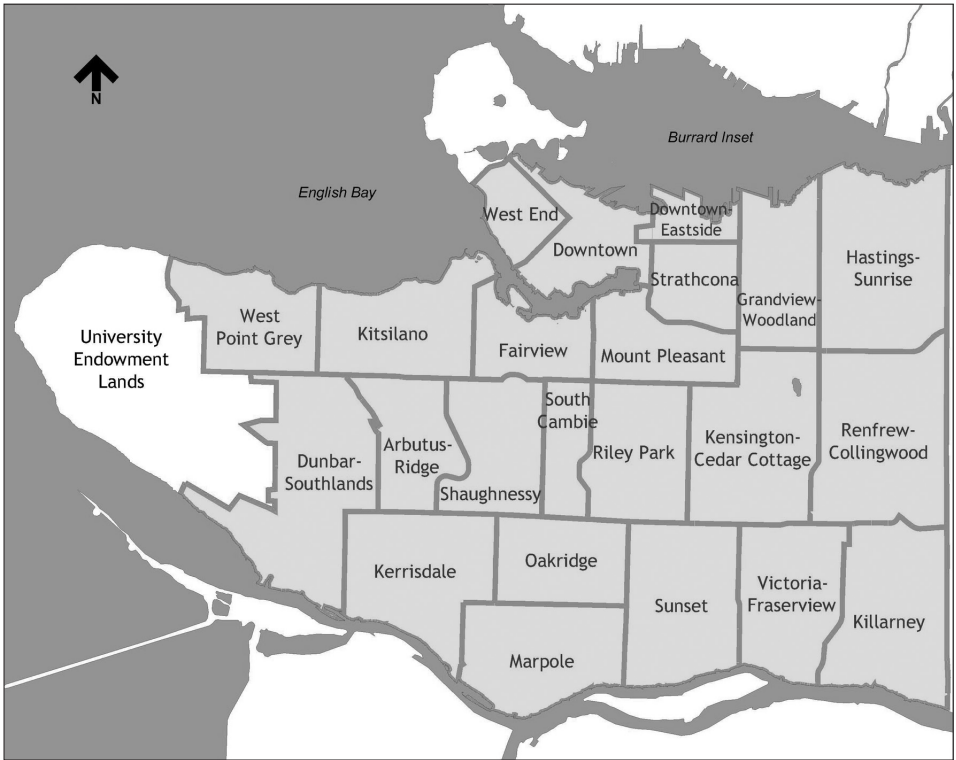 N
Burrard Inset
English Bay
West End
Downtown-
Eastside
Downtown
Hastings-
Sunrise
Strathcona
Grandview-
Woodland
West
Point Grey
Kitsilano
Fairview
Mount Pleasant
University
Endowment
Lands
South
Cambie
Arbutus-
Ridge
Dunbar-
Southlands
Shaughnessy
Riley Park
Kensington-
Cedar Cottage
Renfrew-
Collingwood
Kerrisdale
Oakridge
Sunset
Victoria-
Fraserview
Killarney
Marpole